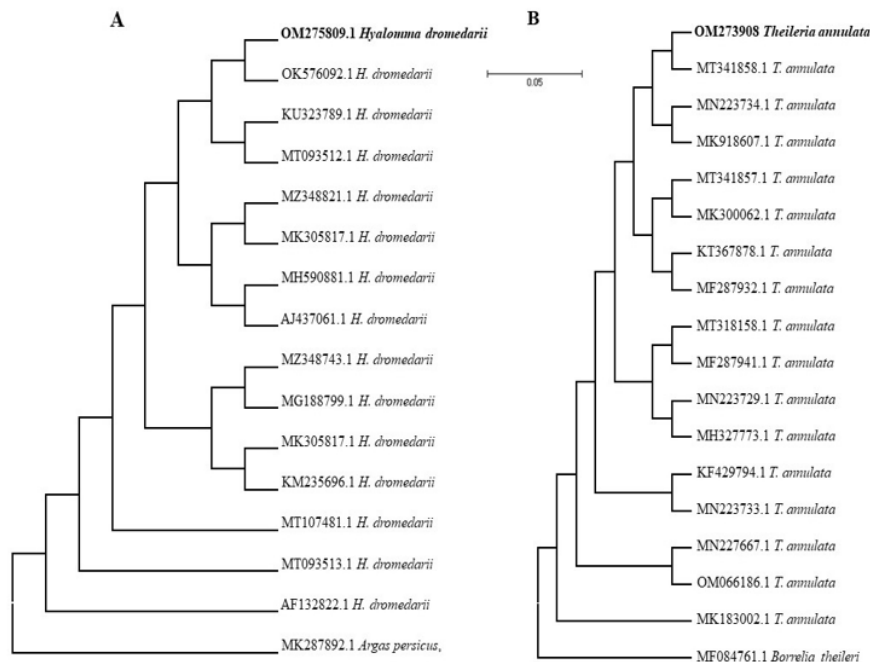 A
OM275809.1 Hyalomma dromedarii
OK576092.1 H. dromedarii
KU323789.1 H. dromedarii
MT093512.1 H. dromedarii
MZ348821.1 H. dromedarii
MK305817.1 H. dromedarii
MH590881.1 H. dromedarii
AJ437061.1 H. dromedarii
MZ348743.1 H. dromedarii
MG188799.1 H. dromedarii
MK305817.1 H. dromedarii
KM235696.1 H. dromedarii
MT107481.1 H. dromedarii
MT093513.1 H. dromedarii
AF132822.1 H. dromedarii
MK287892.1 Argas persicus,
0.05
B
OM273908 Theileria annulata
MT341858.1 T. annulata
MN223734.1 T. annulata
MK918607.1 T. annulata
MT341857.1 T. annulata
MK300062.1 T. annulata
KT367878.1 T. annulata
MF287932.1 T. annulata
MT318158.1 T. annulata
MF287941.1 T. annulata
MN223729.1 T. annulata
MH327773.1 T. annulata
KF429794.1 T. annulata
MN223733.1 T. annulata
MN227667.1 T. annulata
OM066186.1 T. annulata
MK183002.1 T. annulata
MF084761.1 Borrelia theileri